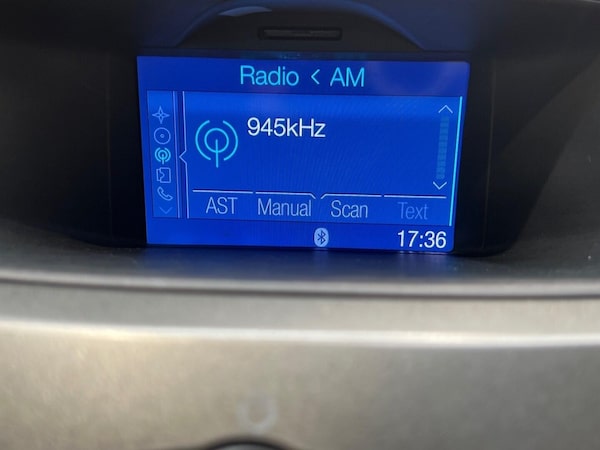 Radio < AM
945kHz
AST Manual Scan Text
17:36